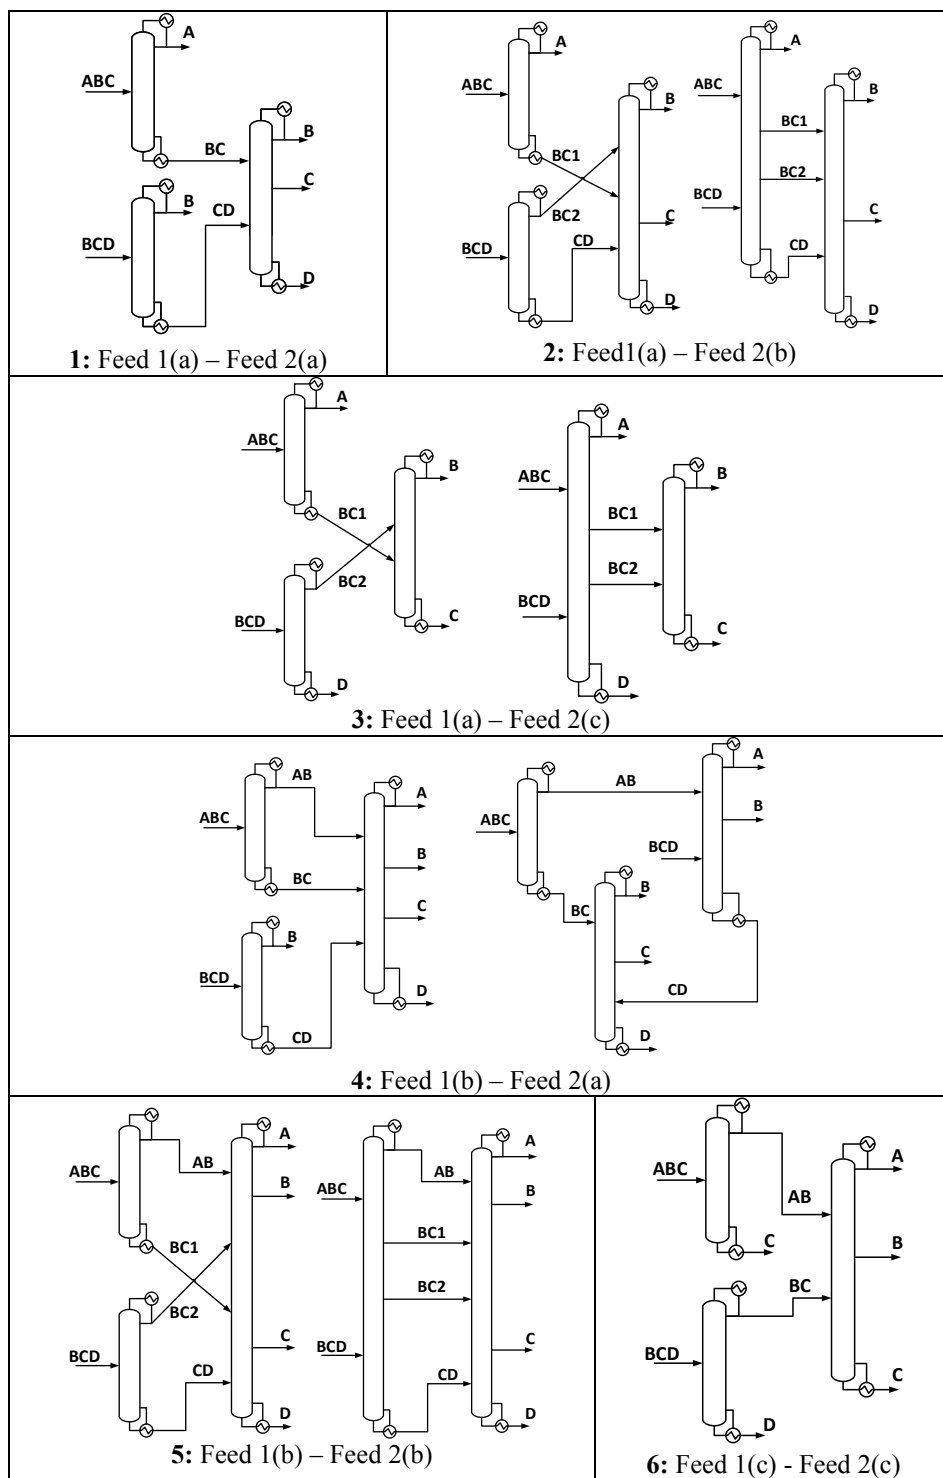 A
ABC
BC
B
C
B
CD
BCD
D
1: Feed 1(a) – Feed 2(a)
A
ABC
B
BC1
BC2
C
BCD
CD
D
A
ABC
B
BC1
BC2
BCD
C
CD
D
2: Feed1(a) – Feed 2(b)
A
ABC
B
BC1
BC2
BCD
C
D
A
ABC
B
BC1
BC2
BCD
C
D
3: Feed 1(a) – Feed 2(c)
AB
A
ABC
B
BC
C
B
BCD
D
CD
A
AB
B
ABC
BCD
B
BC
C
CD
D
4: Feed 1(b) – Feed 2(a)
A
AB
ABC
B
BC1
BC2
C
BCD
CD
D
A
AB
ABC
B
BC1
BC2
C
BCD
CD
D
5: Feed 1(b) – Feed 2(b)
A
ABC
AB
C
B
BC
BCD
C
D
6: Feed 1(c) - Feed 2(c)